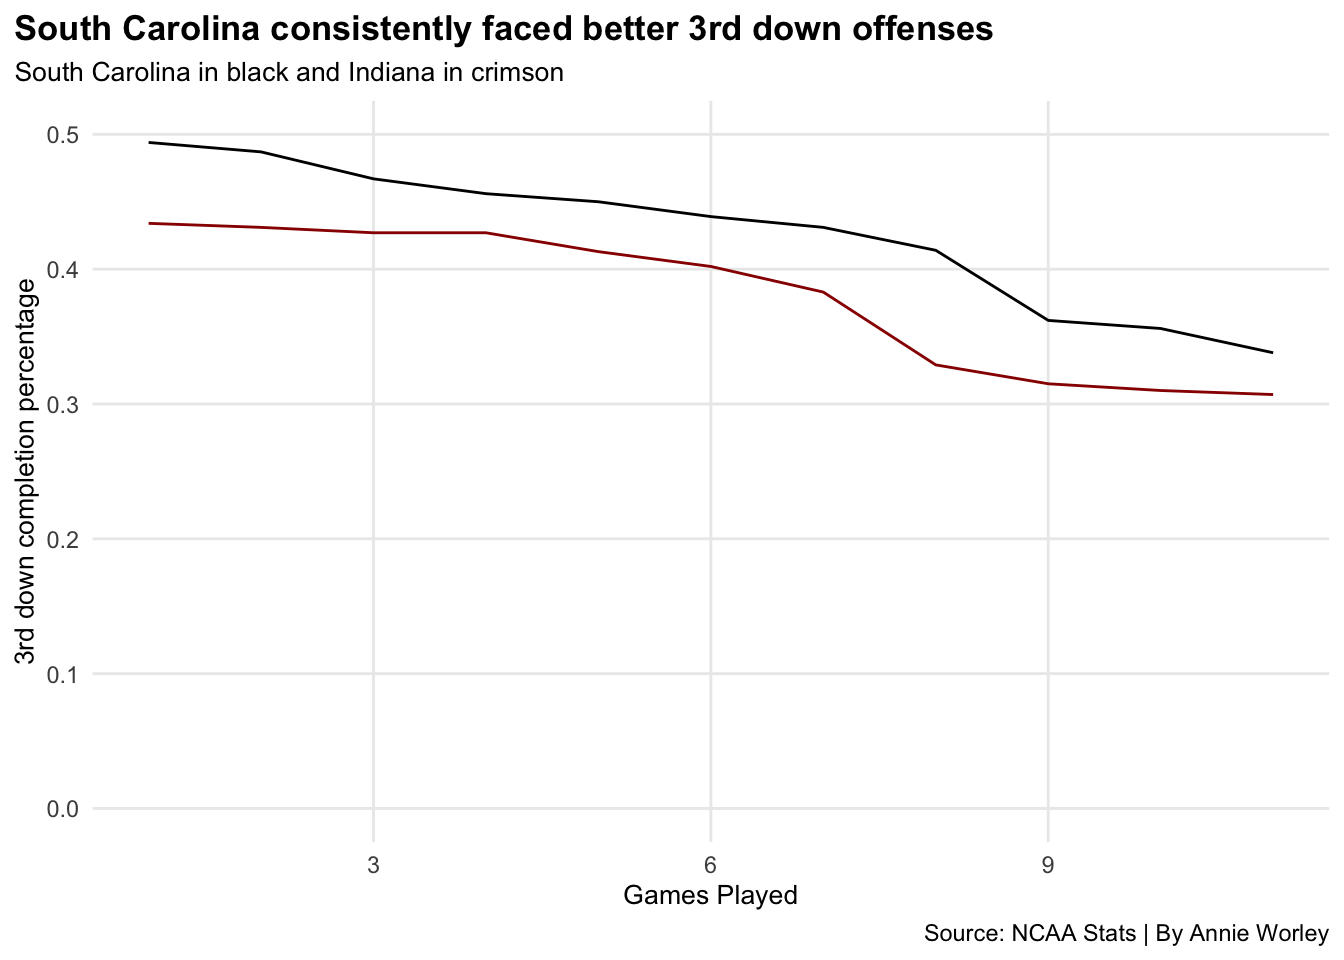 South Carolina consistently faced better 3rd down offenses
South Carolina in black and Indiana in crimson
3rd down completion percentage
0.5
0.4
0.3
0.2
0.1
0.0
3 6 9
Games Played
Source: NCAA Stats | By Annie Worley